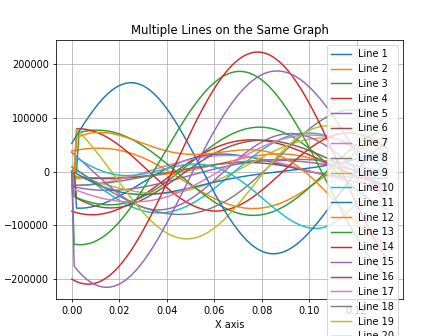 Multiple Lines on the Same Graph
200000
100000
0
−100000
−200000
0.00
0.02
0.04
0.06
0.08
0.10
X axis
Line 1
Line 2
Line 3
Line 4
Line 5
Line 6
Line 7
Line 8
Line 9
Line 10
Line 11
Line 12
Line 13
Line 14
Line 15
Line 16
Line 17
Line 18
Line 19
Line 20